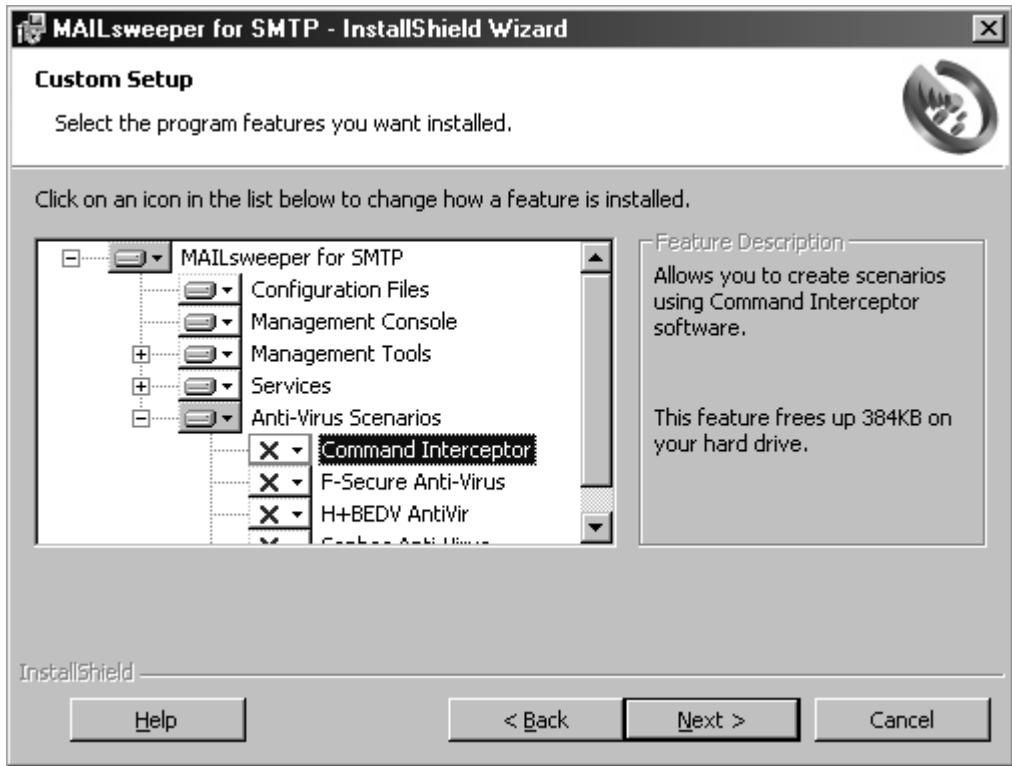 MAILsweeper for SMTP - InstallShield Wizard
Custom Setup
Select the program features you want installed.
Click on an icon in the list below to change how a feature is installed.
MAILsweeper for SMTP
Configuration Files
Management Console
Management Tools
Services
Anti-Virus Scenarios
Command Interceptor
F-Secure Anti-Virus
H+BEDV AntiVir
Feature Description
Allows you to create scenarios
using Command Interceptor
software.
This feature frees up 384KB on
your hard drive.
InstallShield
Help
< Back
Next >
Cancel